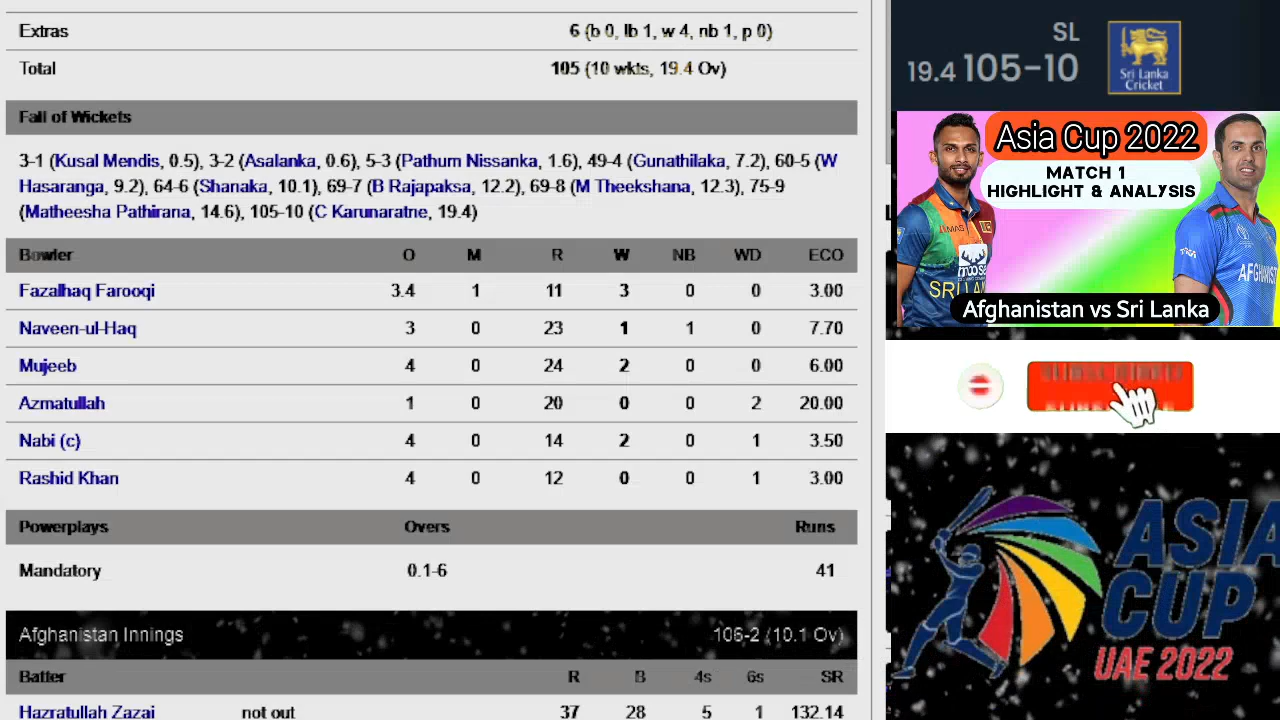 Extras 6 (b 0, lb 1, w 4, nb 1, p 0)
Total 105 (10 wkts, 19.4 Ov)
Fall of Wickets
3-1 (Kusal Mendis, 0.5), 3-2 (Asalanka, 0.6), 5-3 (Pathum Nissanka, 1.6), 49-4 (Gunathilaka, 7.2), 60-5 (W
Hasaranga, 9.2), 64-6 (Shanaka, 10.1), 69-7 (B Rajapaksa, 12.2), 69-8 (M Theekshana, 12.3), 75-9
(Matheesha Pathirana, 14.6), 105-10 (C Karunaratne, 19.4)
Bowler O M R W NB WD ECO
Fazalhaq Farooqi 3.4 1 11 3 0 0 3.00
Naveen-ul-Haq 3 0 23 1 1 0 7.70
Mujeeb 4 0 24 2 0 0 6.00
Azmatullah 1 0 20 0 0 2 20.00
Nabi (c) 4 0 14 2 0 1 3.50
Rashid Khan 4 0 12 0 0 1 3.00
Powerplays Overs Runs
Mandatory 0.1-6 41
Afghanistan Innings 106-2 (10.1 Ov)
Batter R B 4s 6s SR
Hazratullah Zazai not out 37 28 5 1 132.14
SL
19.4 105-10
Sri Lanka
Cricket
Asia Cup 2022
MATCH 1
HIGHLIGHT & ANALYSIS
SRI LAN
AFGHANIST
Afghanistan vs Sri Lanka
ASIA
CUP
UAE 2022